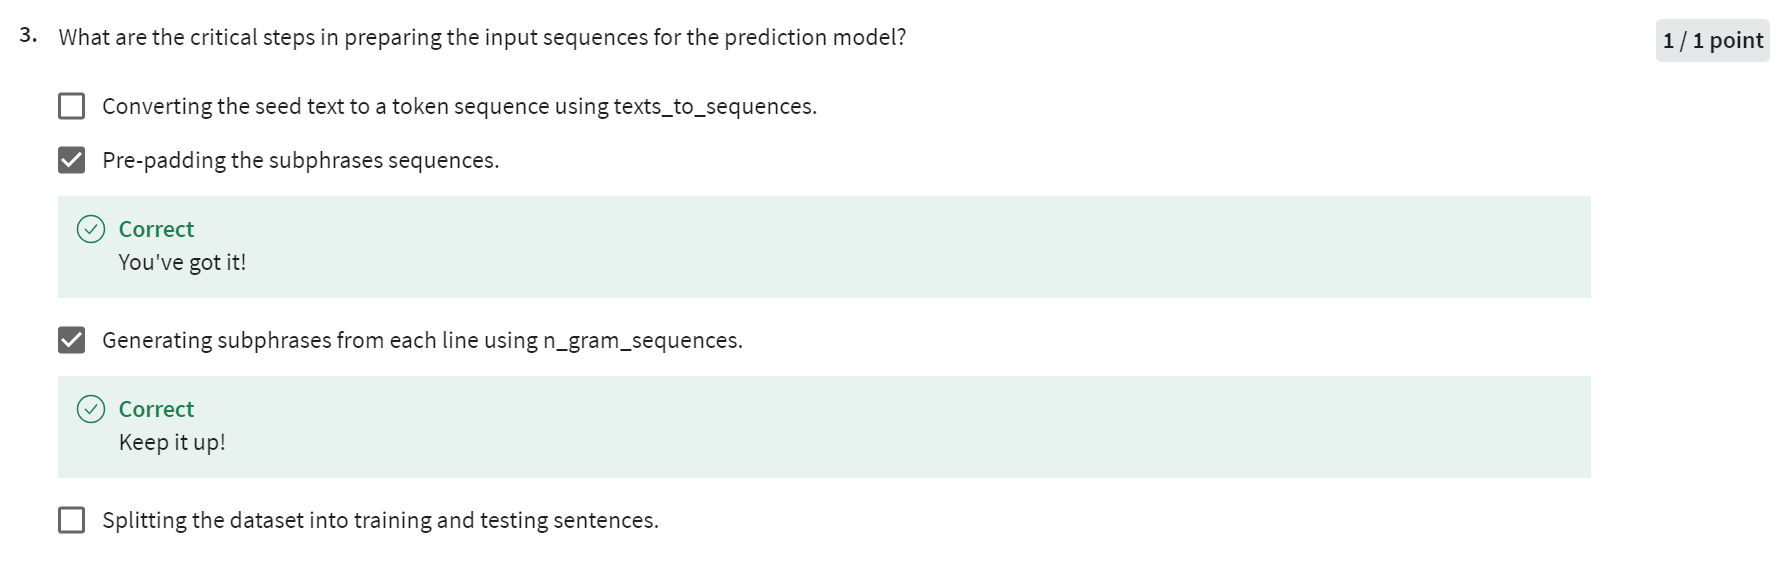 3. What are the critical steps in preparing the input sequences for the prediction model?
1 / 1 point
Converting the seed text to a token sequence using texts_to_sequences.
Pre-padding the subphrases sequences.
Correct
You've got it!
Generating subphrases from each line using n_gram_sequences.
Correct
Keep it up!
Splitting the dataset into training and testing sentences.